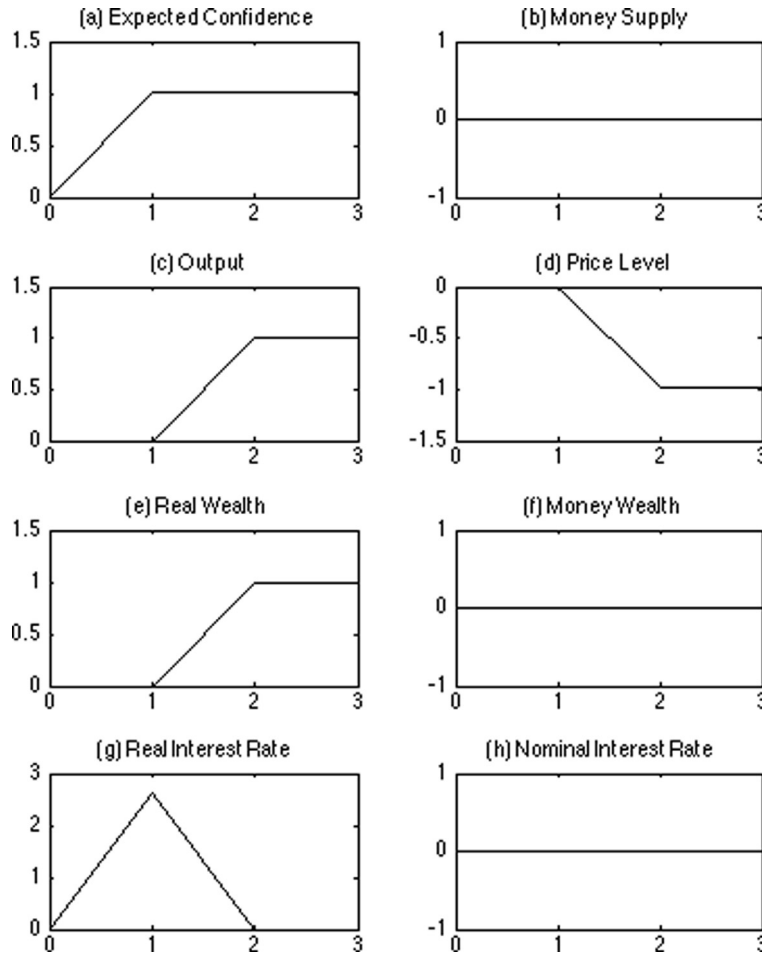 (a) Expected Confidence
1.5
1
0.5
0
0 1 2 3
(b) Money Supply
1
0
-1
0 1 2 3
(c) Output
1.5
1
0.5
0
0 1 2 3
(d) Price Level
0
-0.5
-1
-1.5
0 1 2 3
(e) Real Wealth
1.5
1
0.5
0
0 1 2 3
(f) Money Wealth
1
0
-1
0 1 2 3
(g) Real Interest Rate
3
2
1
0
0 1 2 3
(h) Nominal Interest Rate
1
0
-1
0 1 2 3